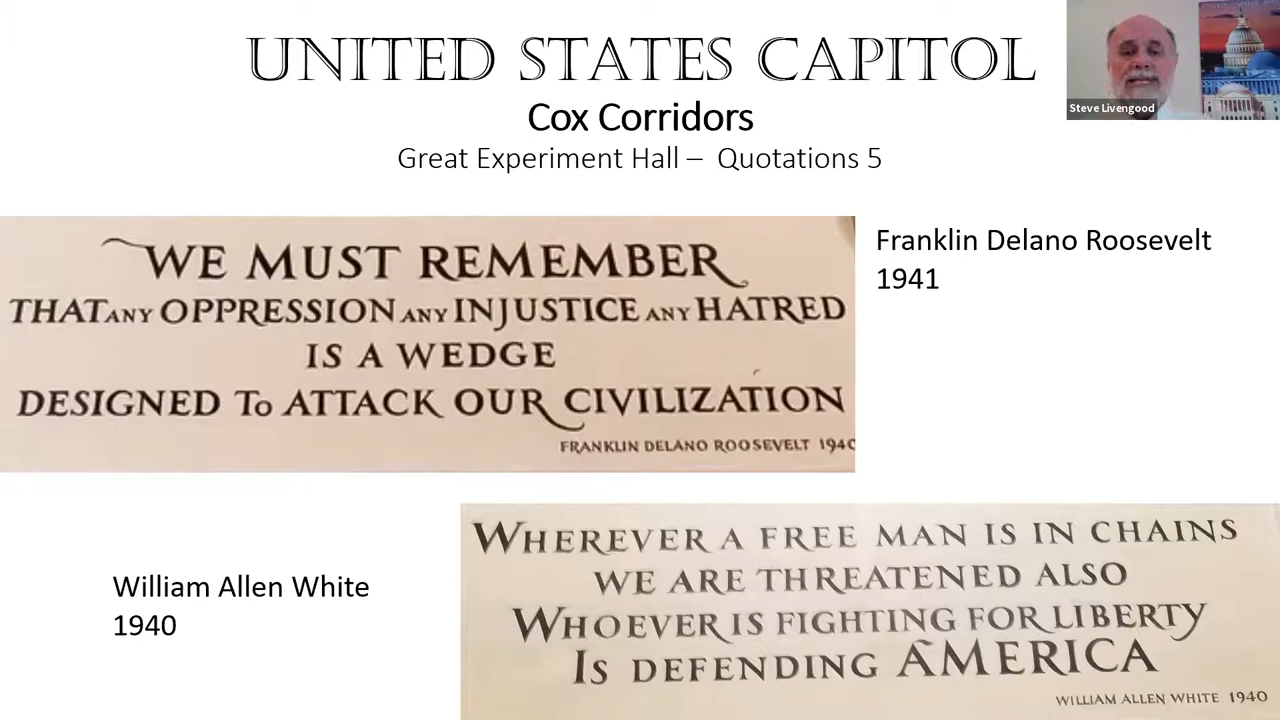 UNITED STATES CAPITOL
Cox Corridors
Great Experiment Hall – Quotations 5
Steve Livengood
WE MUST REMEMBER
THAT ANY OPPRESSION ANY INJUSTICE ANY HATRED
IS A WEDGE
DESIGNED To ATTACK OUR CIVILIZATION
FRANKLIN DELANO ROOSEVELT 1940
Franklin Delano Roosevelt
1941
William Allen White
1940
WHEREVER A FREE MAN IS IN CHAINS
WE ARE THREATENED ALSO
WHOEVER IS FIGHTING FOR LIBERTY
Is DEFENDING AMERICA
WILLIAM ALLEN WHITE 1940